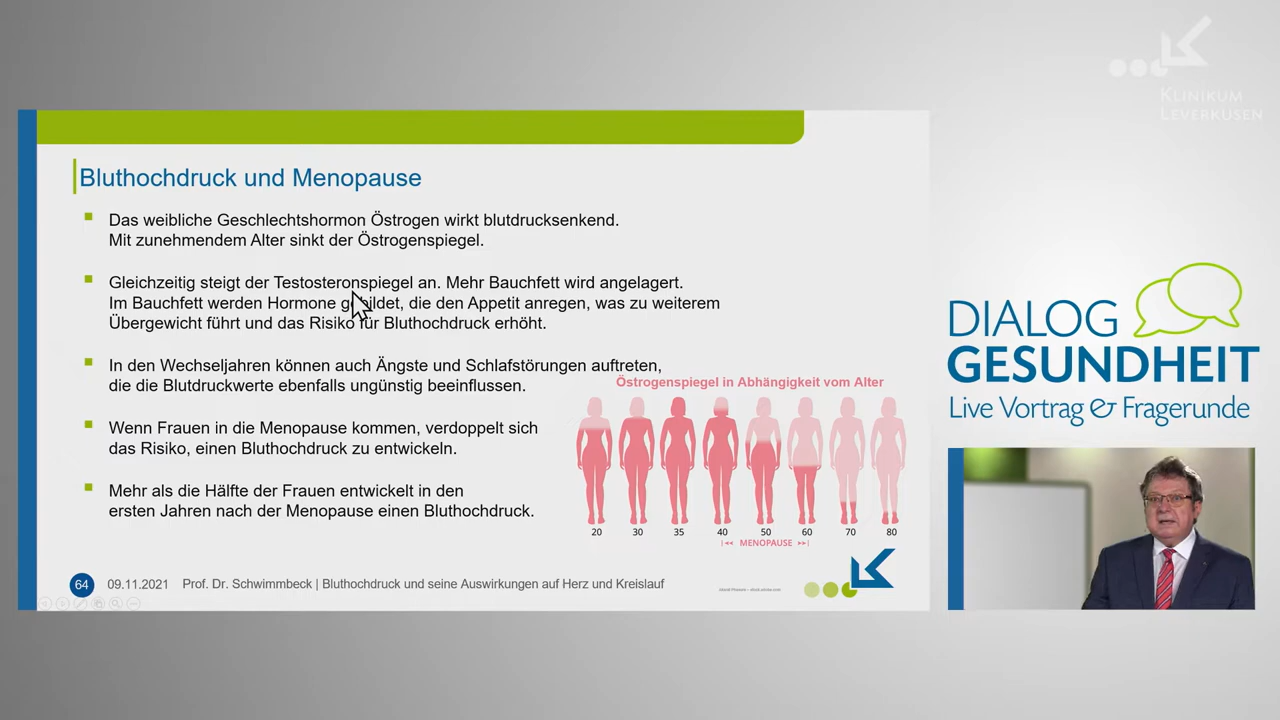 KLINIKUM
LEVERKUSEN
Bluthochdruck und Menopause
Das weibliche Geschlechtshormon Östrogen wirkt blutdrucksenkend.
Mit zunehmendem Alter sinkt der Östrogenspiegel.
Gleichzeitig steigt der Testosteronspiegel an. Mehr Bauchfett wird angelagert.
Im Bauchfett werden Hormone gebildet, die den Appetit anregen, was zu weiterem
Übergewicht führt und das Risiko für Bluthochdruck erhöht.
In den Wechseljahren können auch Ängste und Schlafstörungen auftreten,
die die Blutdruckwerte ebenfalls ungünstig beeinflussen.
Wenn Frauen in die Menopause kommen, verdoppelt sich
das Risiko, einen Bluthochdruck zu entwickeln.
Mehr als die Hälfte der Frauen entwickelt in den
ersten Jahren nach der Menopause einen Bluthochdruck.
Östrogenspiegel in Abhängigkeit vom Alter
20 30 35 40 50 60 70 80
MENOPAUSE
64 09.11.2021 Prof. Dr. Schwimmbeck | Bluthochdruck und seine Auswirkungen auf Herz und Kreislauf
DIALOG
GESUNDHEIT
Live Vortrag & Fragerunde